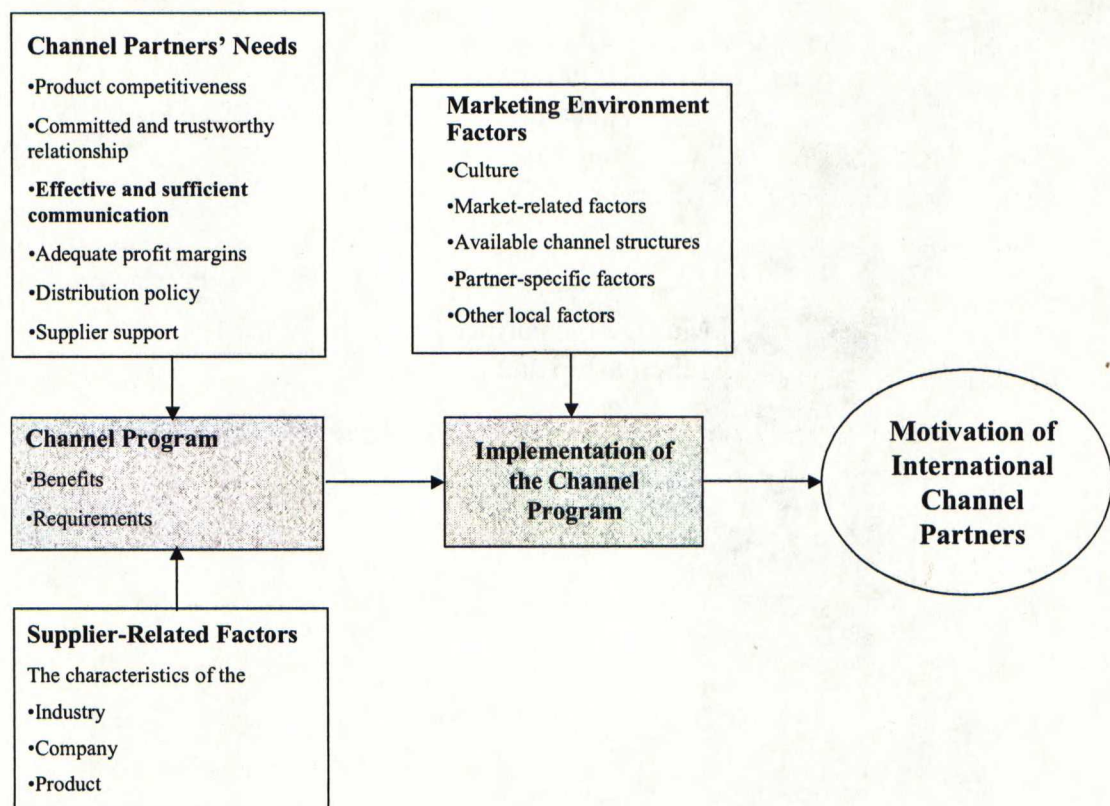 Channel Partners' Needs
•Product competitiveness
•Committed and trustworthy
relationship
•Effective and sufficient
communication
•Adequate profit margins
•Distribution policy
•Supplier support
Marketing Environment
Factors
•Culture
•Market-related factors
•Available channel structures
•Partner-specific factors
•Other local factors
Channel Program
•Benefits
•Requirements
Implementation of
the Channel
Program
Motivation of
International
Channel
Partners
Supplier-Related Factors
The characteristics of the
•Industry
•Company
•Product